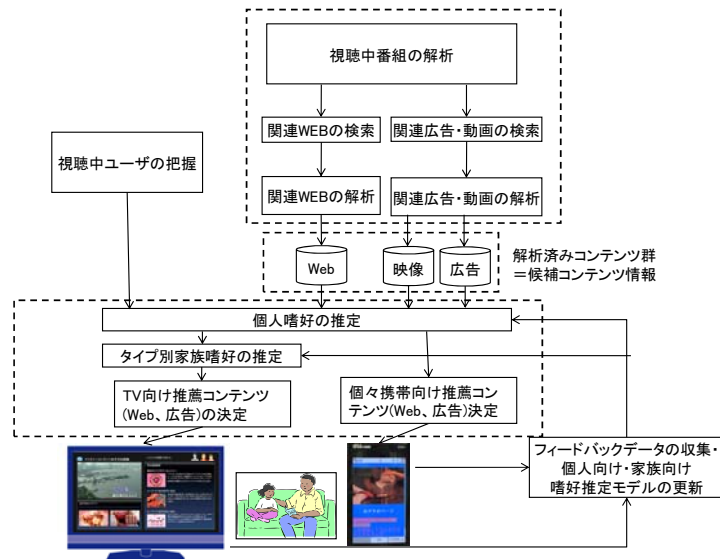 視聴中番組の解析
関連WEBの検索
関連広告・動画の検索
視聴中ユーザの把握
関連WEBの解析
関連広告・動画の解析
Web
映像
広告
解析済みコンテンツ群
＝候補コンテンツ情報
個人嗜好の推定
タイプ別家族嗜好の推定
TV向け推薦コンテンツ
(Web、広告)の決定
個々携帯向け推薦コン
テンツ(Web、広告)決定
フィードバックデータの収集・
個人向け・家族向け
嗜好推定モデルの更新